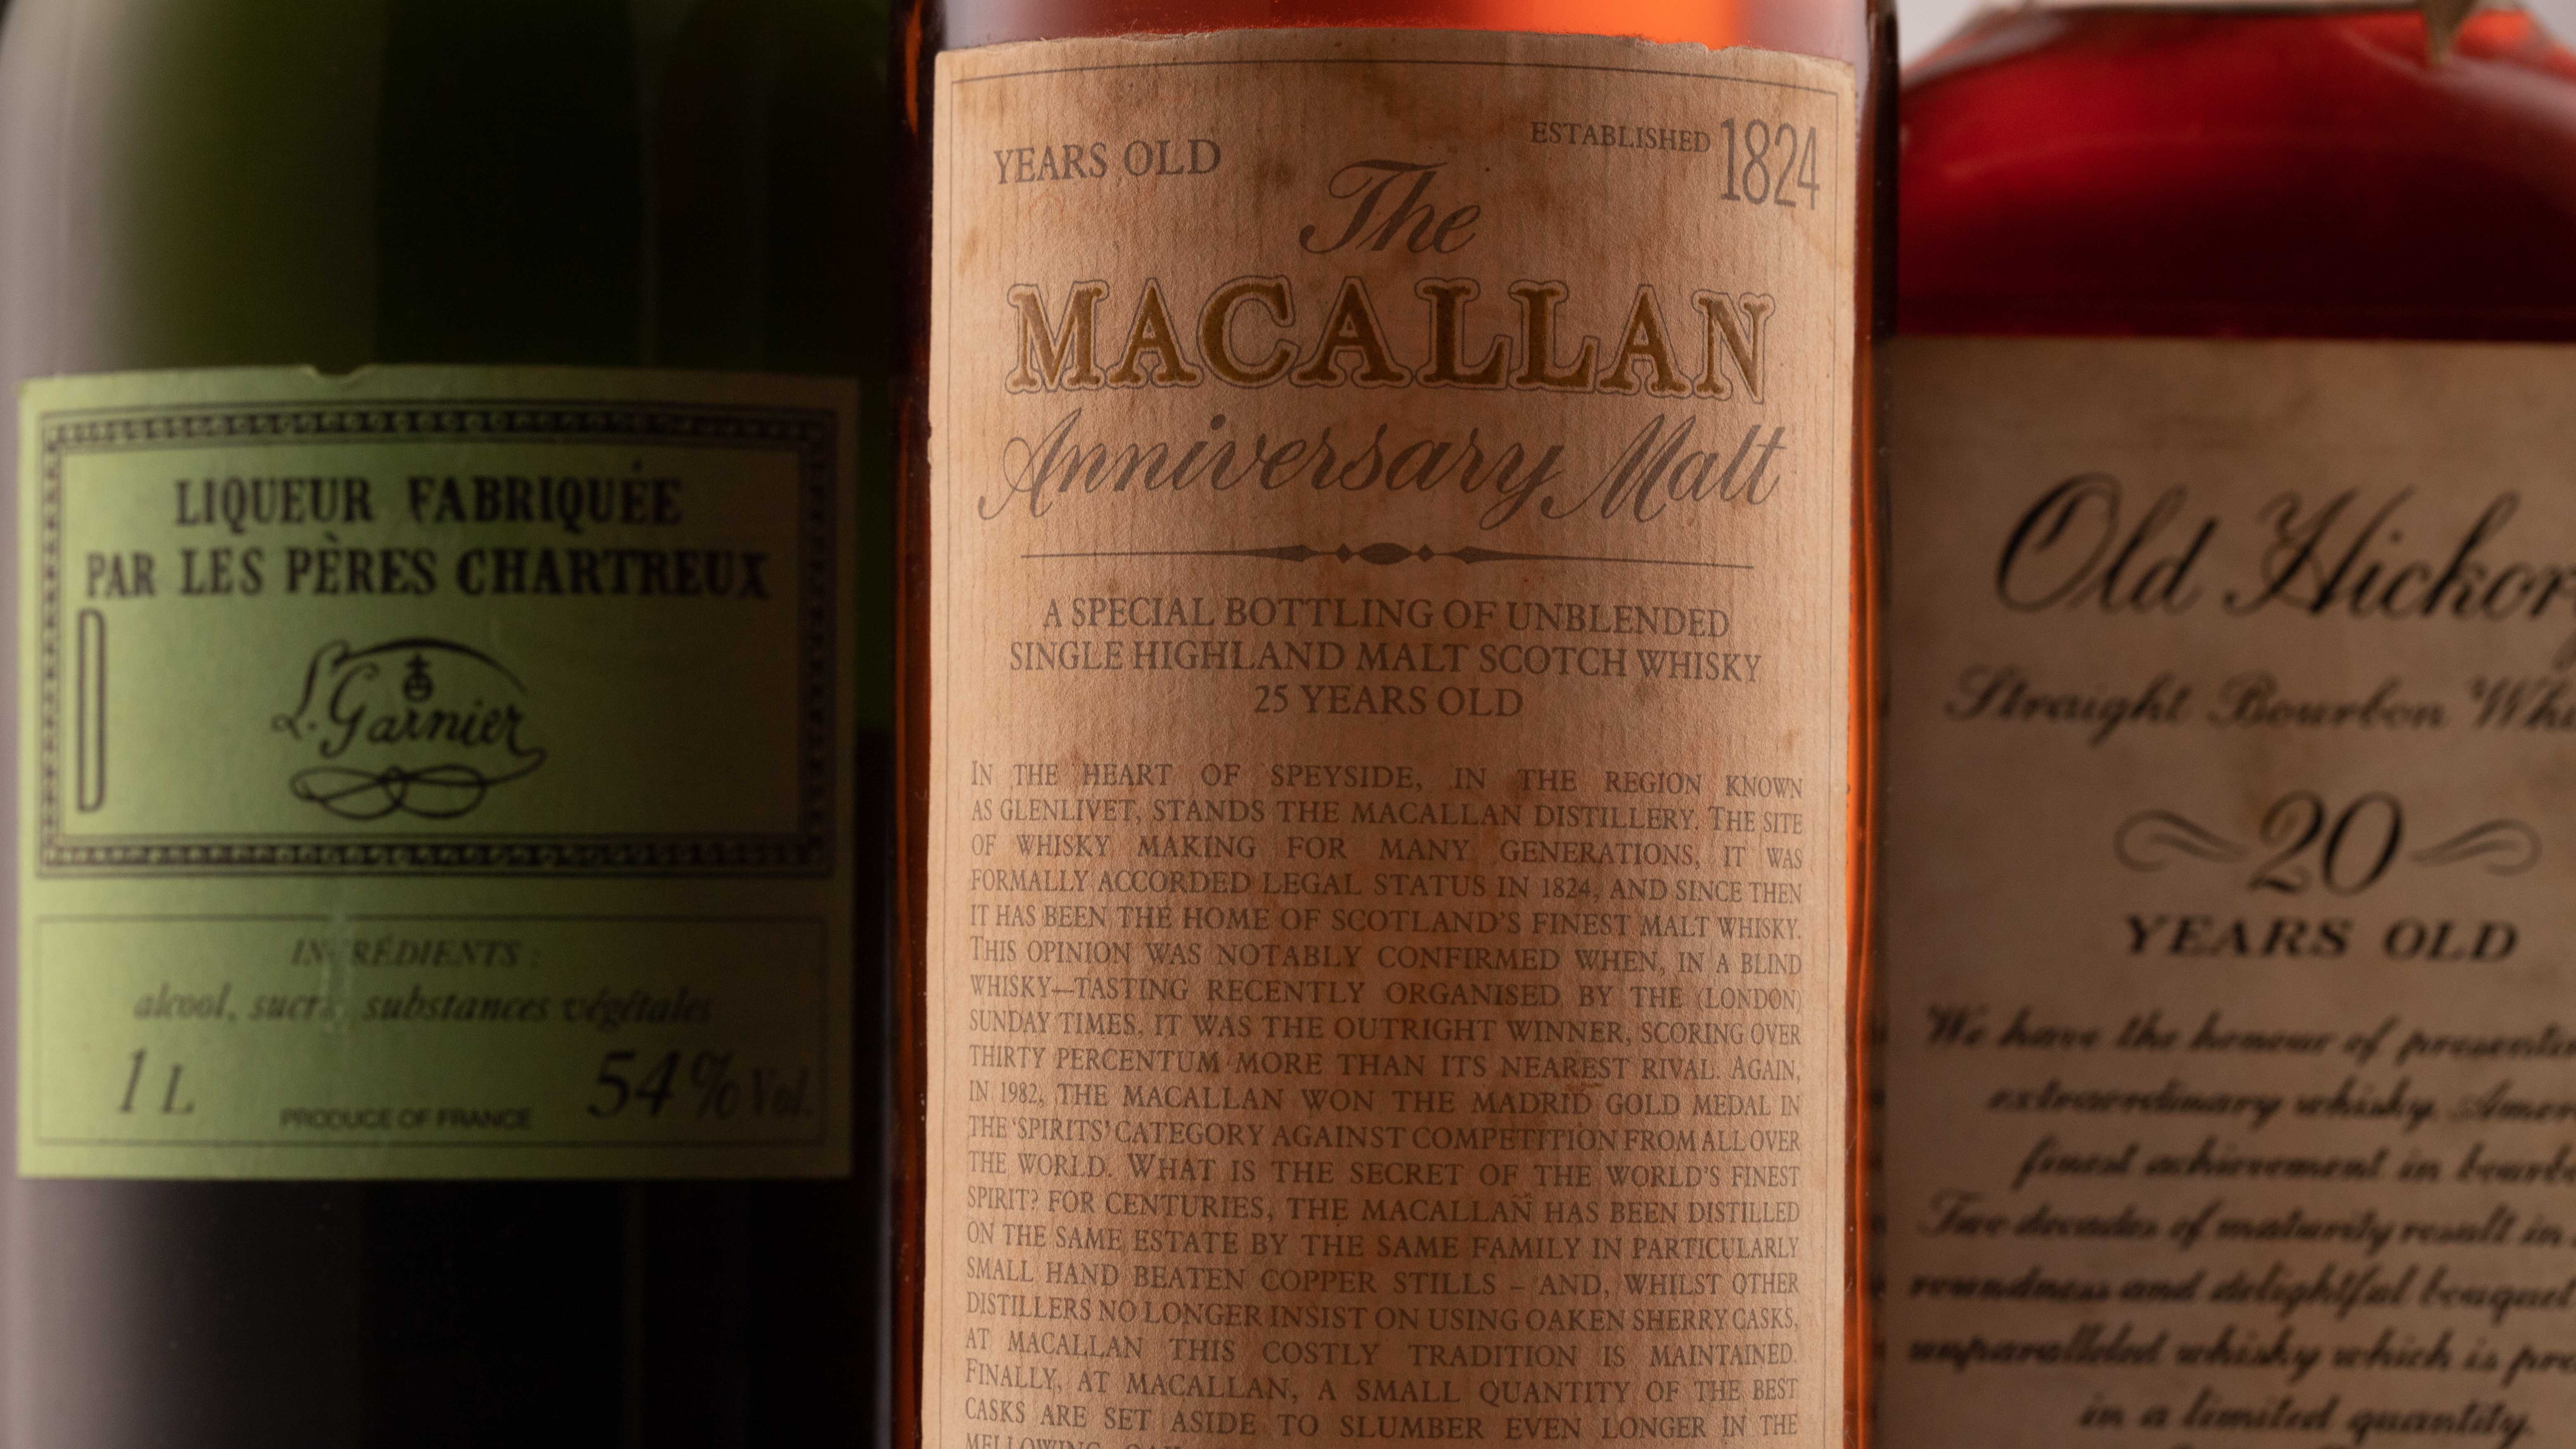 LIQUEUR FABRIQUÉE
PAR LES PÈRES CHARTREUX
L. Garnier
INGRÉDIENTS :
alcool, sucre, substances végétales
1 L
PRODUCE OF FRANCE
54% Vol.
YEARS OLD
ESTABLISHED 1824
The
MACALLAN
Anniversary Malt
A SPECIAL BOTTLING OF UNBLENDED
SINGLE HIGHLAND MALT SCOTCH WHISKY
25 YEARS OLD
IN THE HEART OF SPEYSIDE, IN THE REGION KNOWN
AS GLENLIVET, STANDS THE MACALLAN DISTILLERY. THE SITE
OF WHISKY MAKING FOR MANY GENERATIONS, IT WAS
FORMALLY ACCORDED LEGAL STATUS IN 1824, AND SINCE THEN
IT HAS BEEN THE HOME OF SCOTLAND'S FINEST MALT WHISKY.
THIS OPINION WAS NOTABLY CONFIRMED WHEN, IN A BLIND
WHISKY—TASTING RECENTLY ORGANISED BY THE (LONDON)
SUNDAY TIMES, IT WAS THE OUTRIGHT WINNER, SCORING OVER
THIRTY PERCENTUM MORE THAN ITS NEAREST RIVAL. AGAIN,
IN 1982, THE MACALLAN WON THE MADRID GOLD MEDAL IN
THE 'SPIRITS' CATEGORY AGAINST COMPETITION FROM ALL OVER
THE WORLD. WHAT IS THE SECRET OF THE WORLD'S FINEST
SPIRIT? FOR CENTURIES, THE MACALLAN HAS BEEN DISTILLED
ON THE SAME ESTATE BY THE SAME FAMILY IN PARTICULARLY
SMALL HAND BEATEN COPPER STILLS – AND, WHILST OTHER
DISTILLERS NO LONGER INSIST ON USING OAKEN SHERRY CASKS,
AT MACALLAN THIS COSTLY TRADITION IS MAINTAINED.
FINALLY, AT MACALLAN, A SMALL QUANTITY OF THE BEST
CASKS ARE SET ASIDE TO SLUMBER EVEN LONGER IN THE
MELLOWING OAK
Old Hickory
Straight Bourbon Whi
20
YEARS OLD
We have the honour of presentin
extraordinary whisky. Amer
finest achievement in bourb
Two decades of maturity result in
roundness and delightful bouquet
unparalleled whisky which is pro
in a limited quantity.